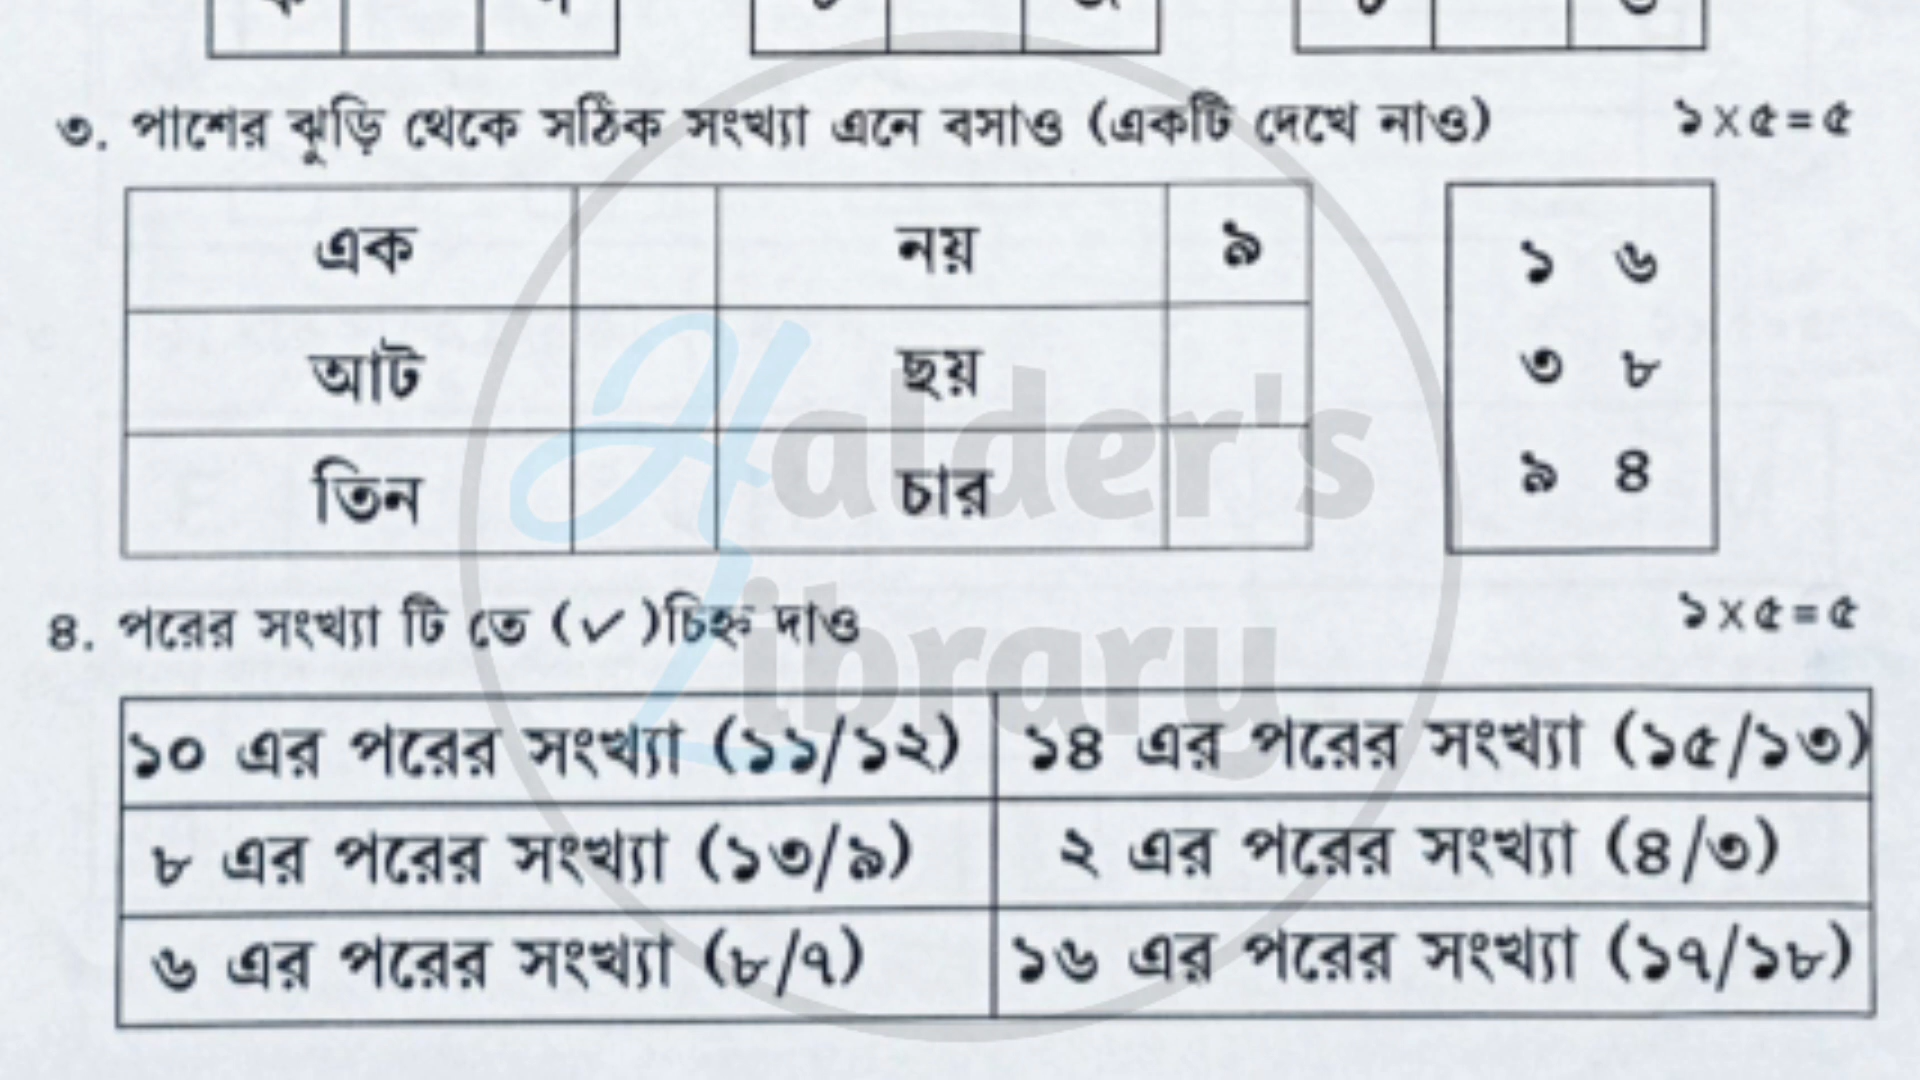 ৩. পাশের ঝুড়ি থেকে সঠিক সংখ্যা এনে বসাও (একটি দেখে নাও) ১×৫=৫
এক নয় ৯
আট ছয়
তিন চার
১ ৬
৩ ৮
৯ ৪
৪. পরের সংখ্যা টি তে (✓)চিহ্ন দাও ১×৫=৫
১০ এর পরের সংখ্যা (১১/১২) ১৪ এর পরের সংখ্যা (১৫/১৩)
৮ এর পরের সংখ্যা (১৩/৯) ২ এর পরের সংখ্যা (৪/৩)
৬ এর পরের সংখ্যা (৮/৭) ১৬ এর পরের সংখ্যা (১৭/১৮)
Halder's
Library